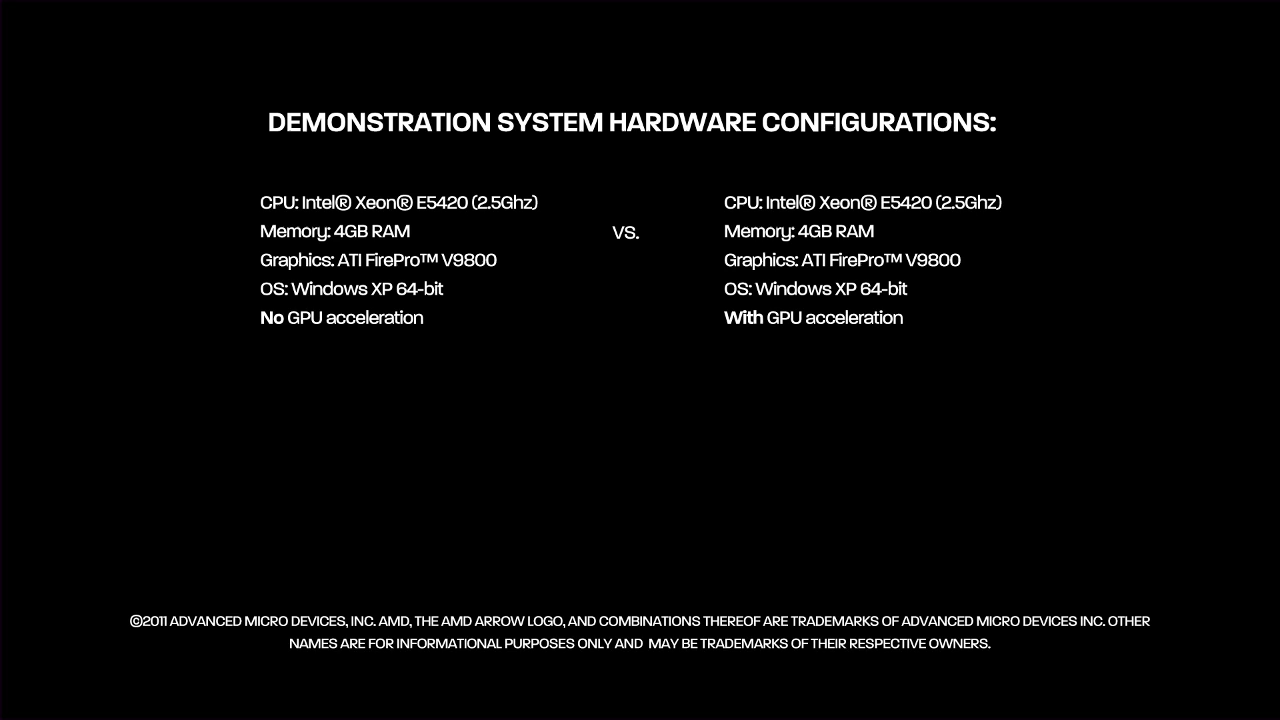 DEMONSTRATION SYSTEM HARDWARE CONFIGURATIONS:
CPU: Intel® Xeon® E5420 (2.5Ghz)
Memory: 4GB RAM
Graphics: ATI FirePro™ V9800
OS: Windows XP 64-bit
No GPU acceleration
VS.
CPU: Intel® Xeon® E5420 (2.5Ghz)
Memory: 4GB RAM
Graphics: ATI FirePro™ V9800
OS: Windows XP 64-bit
With GPU acceleration
©2011 ADVANCED MICRO DEVICES, INC. AMD, THE AMD ARROW LOGO, AND COMBINATIONS THEREOF ARE TRADEMARKS OF ADVANCED MICRO DEVICES INC. OTHER
NAMES ARE FOR INFORMATIONAL PURPOSES ONLY AND  MAY BE TRADEMARKS OF THEIR RESPECTIVE OWNERS.